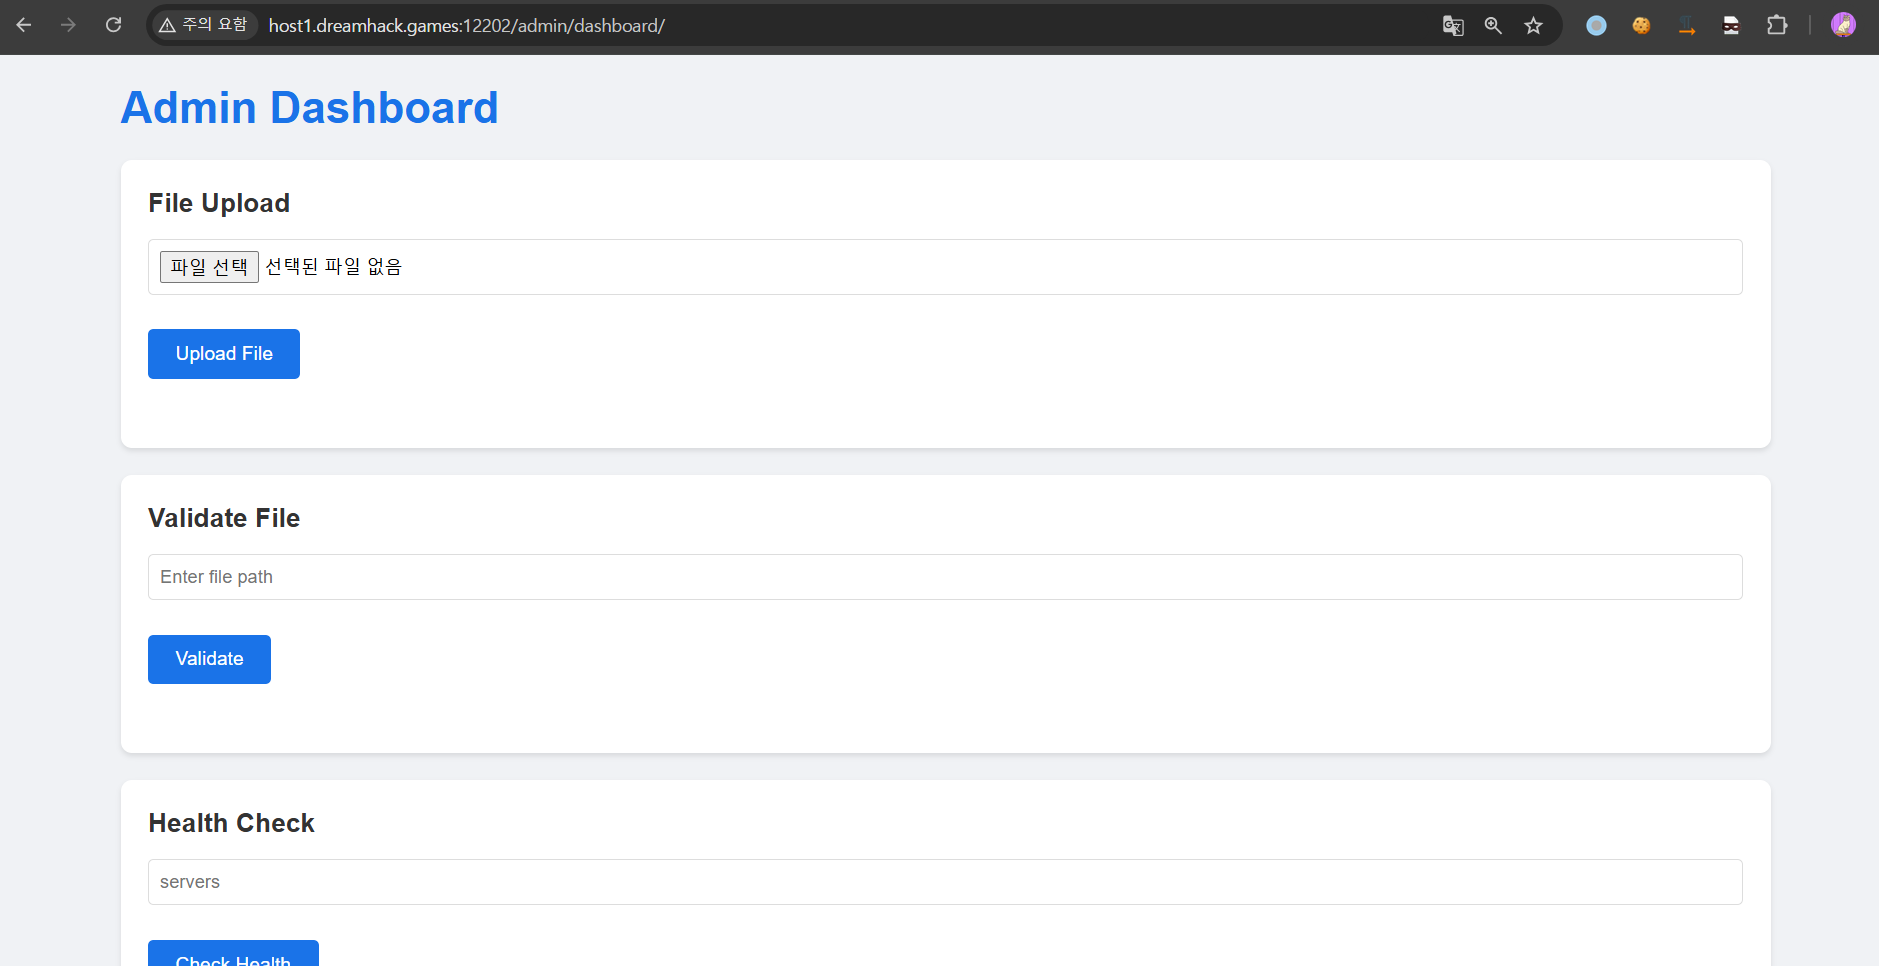 주의 요함 host1.dreamhack.games:12202/admin/dashboard/
Admin Dashboard
File Upload
파일 선택 선택된 파일 없음
Upload File
Validate File
Enter file path
Validate
Health Check
servers
Check Health